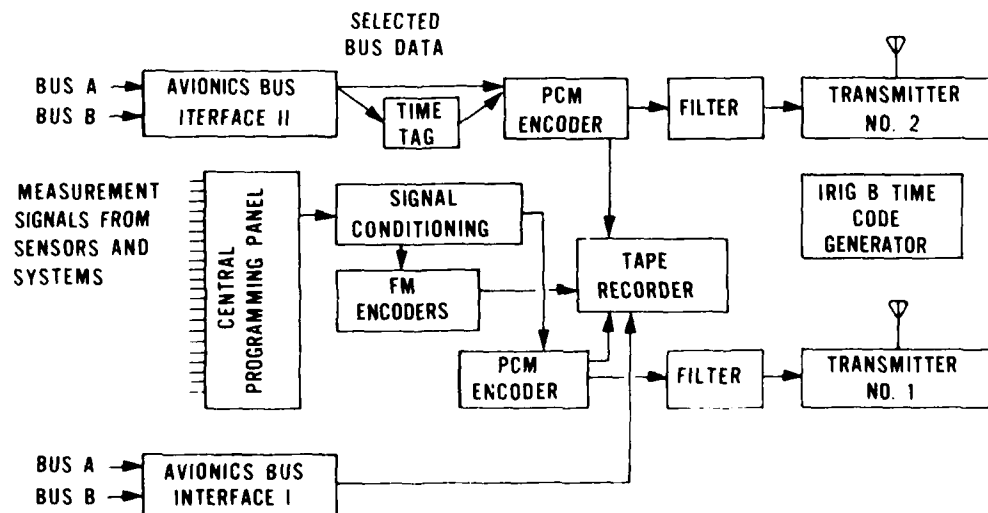 SELECTED
BUS DATA
BUS A
BUS B
AVIONICS BUS
ITERFACE II
TIME
TAG
PCM
ENCODER
FILTER
TRANSMITTER
NO. 2
MEASUREMENT
SIGNALS FROM
SENSORS AND
SYSTEMS
CENTRAL
PROGRAMMING PANEL
SIGNAL
CONDITIONING
FM
ENCODERS
TAPE
RECORDER
IRIG B TIME
CODE
GENERATOR
PCM
ENCODER
FILTER
TRANSMITTER
NO. 1
BUS A
BUS B
AVIONICS BUS
INTERFACE I